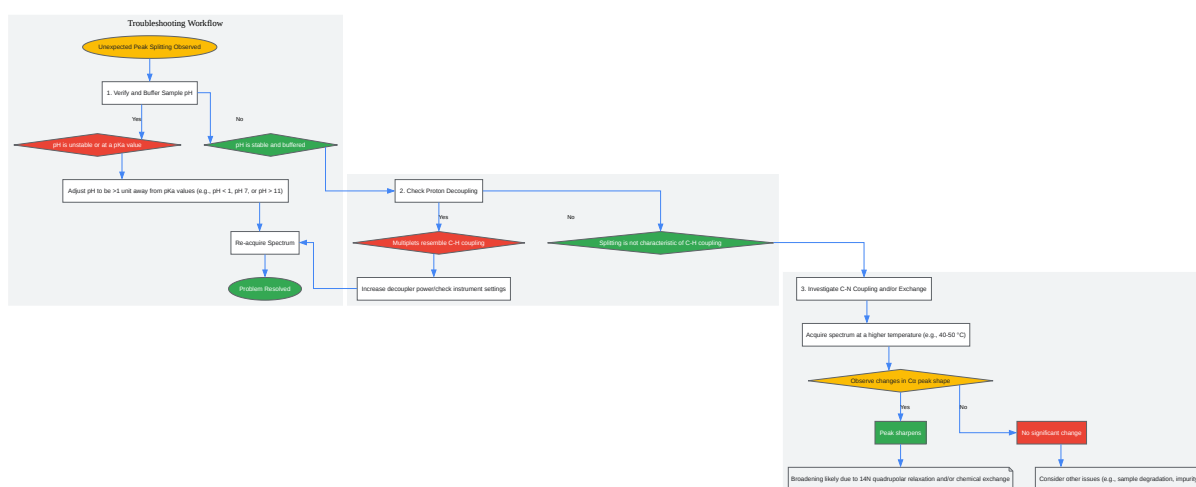 Troubleshooting Workflow
Unexpected Peak Splitting Observed
1. Verify and Buffer Sample pH
Yes
No
pH is unstable or at a pKa value
pH is stable and buffered
Adjust pH to be >1 unit away from pKa values (e.g., pH < 1, pH 7, or pH > 11)
2. Check Proton Decoupling
Yes
No
Re-acquire Spectrum
Multiplets resemble C-H coupling
Splitting is not characteristic of C-H coupling
Problem Resolved
Increase decoupler power/check instrument settings
3. Investigate C-N Coupling and/or Exchange
Acquire spectrum at a higher temperature (e.g., 40-50 °C)
Observe changes in Cα peak shape
Yes
No
Peak sharpens
No significant change
Broadening likely due to 14N quadrupolar relaxation and/or chemical exchange
Consider other issues (e.g., sample degradation, impurity